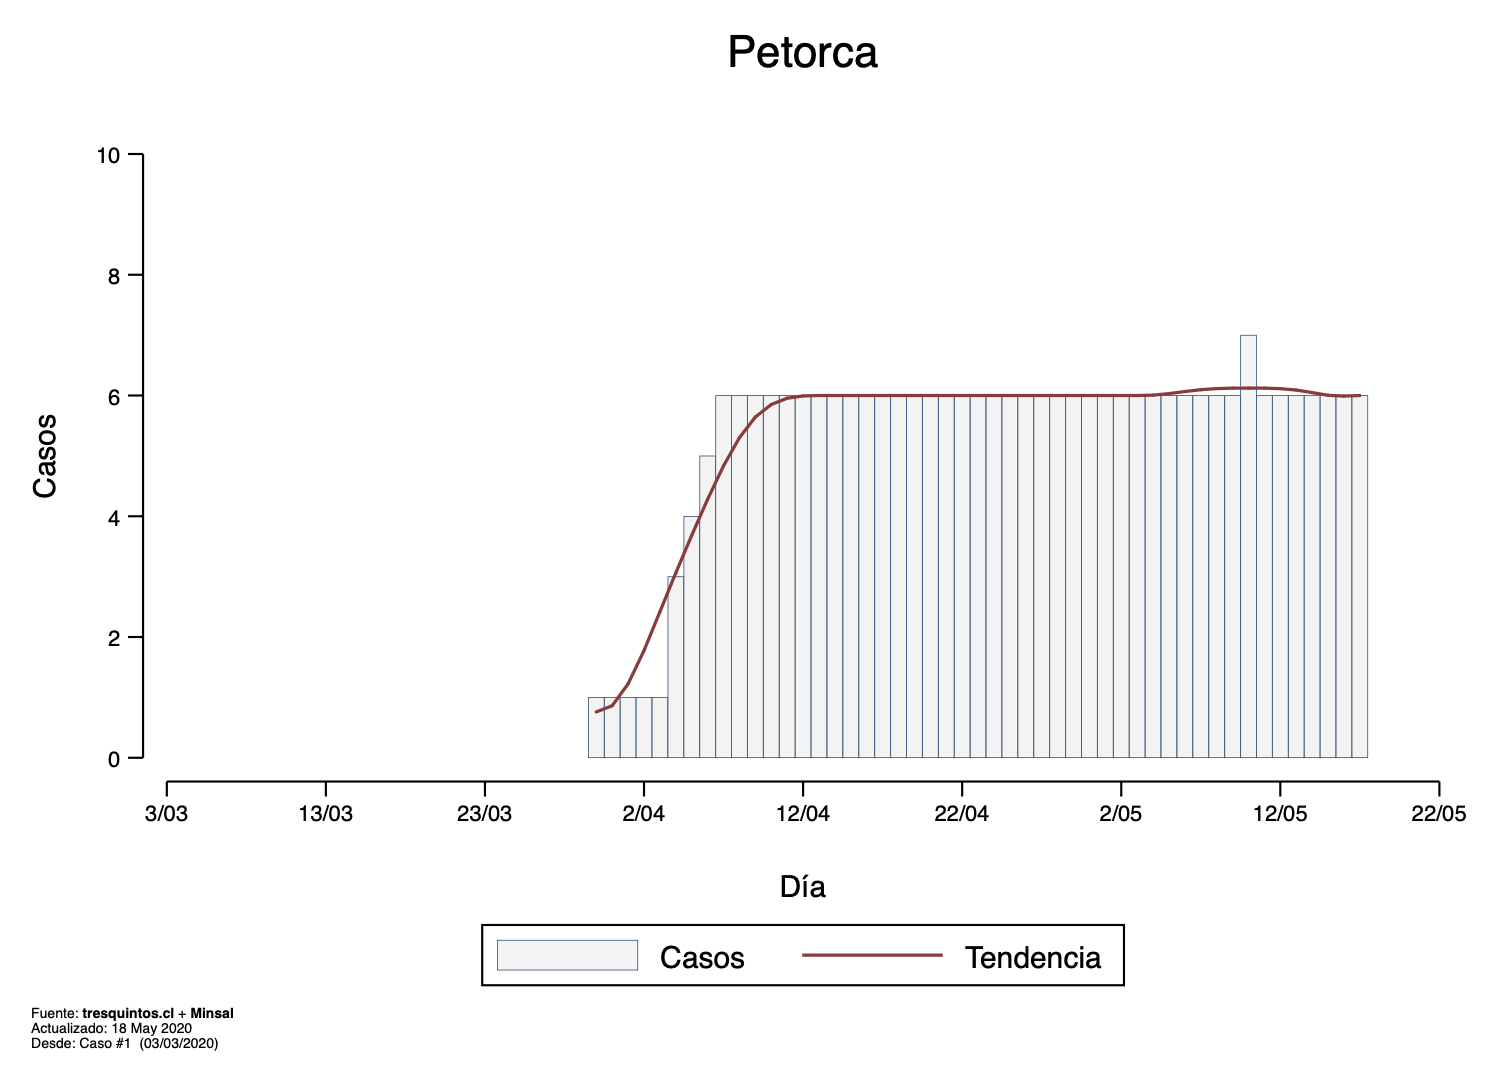 Petorca
Casos
10
8
6
4
2
0
3/03 13/03 23/03 2/04 12/04 22/04 2/05 12/05 22/05
Día
Casos Tendencia
Fuente: tresquintos.cl + Minsal
Actualizado: 18 May 2020
Desde: Caso #1 (03/03/2020)